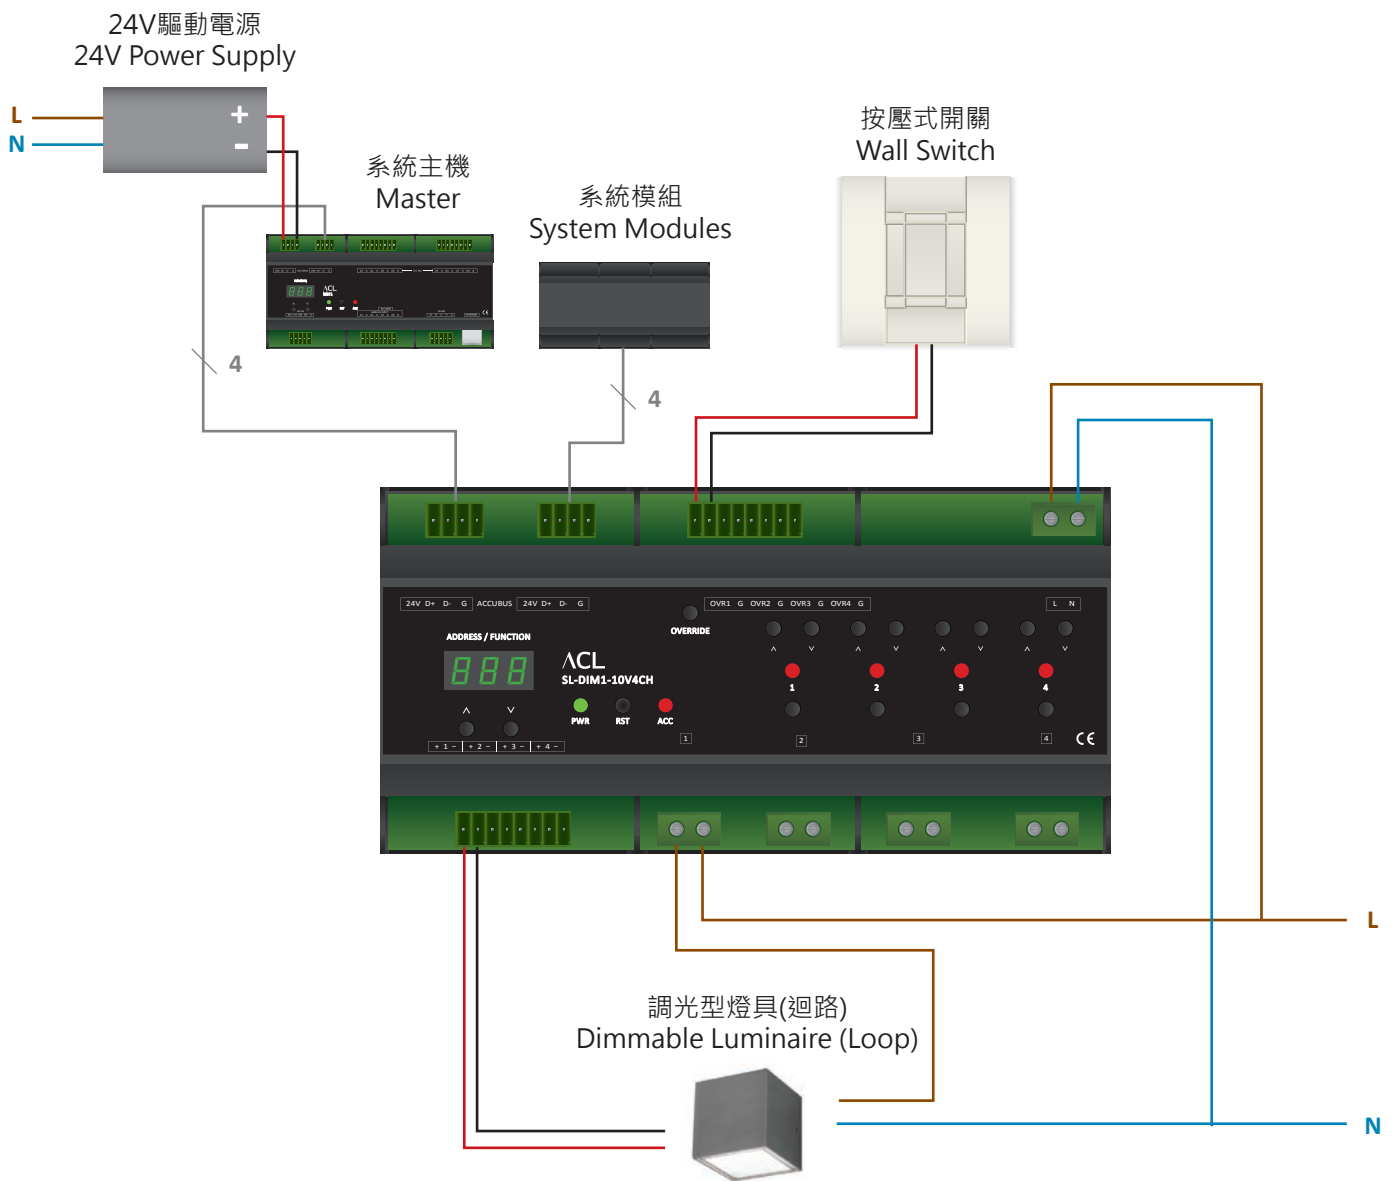 24V驅動電源
24V Power Supply
L
N
+
-
系統主機
Master
系統模組
System Modules
按壓式開關
Wall Switch
ACL
4
4
24V D+ D- G ACCUBUS 24V D+ D- G
OVERRIDE
OVR1 G OVR2 G OVR3 G OVR4 G
L N
ADDRESS / FUNCTION
888
ACL
SL-DIM1-10V4CH
PWR RST ACC
1 2 3 4
+ 1 - + 2 - + 3 - + 4 -
1 2 3 4
CE
L
調光型燈具(迴路)
Dimmable Luminaire (Loop)
N